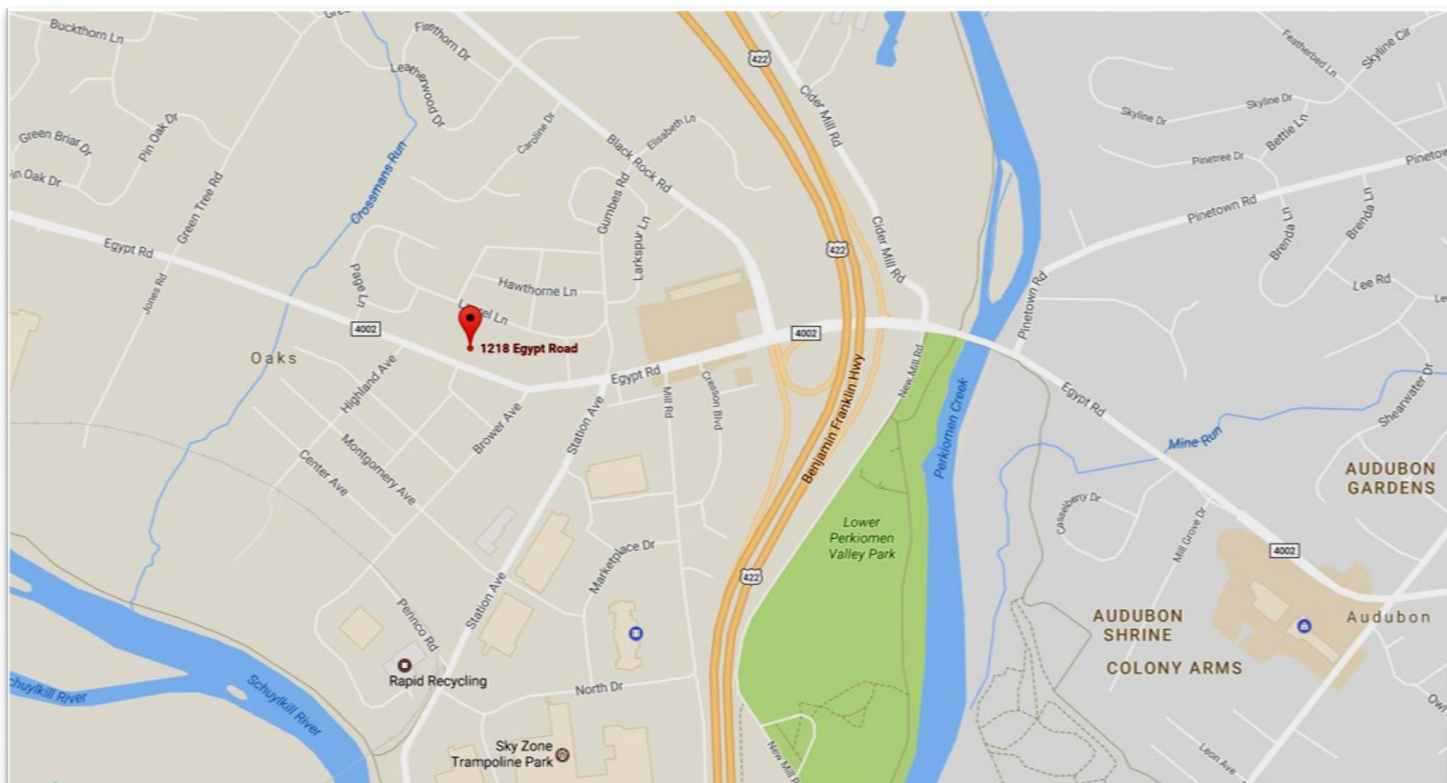 Buckthorn Ln
Firethorn Dr
Leatherwood Dr
422
Featherbed Ln
Skyline Cir
Skyline Dr
Skyline Dr
Bettie Ln
Pinetree Dr
Pinetown Rd
Brenda Ln
Brenda Ln
Lee Rd
Cider Mill Rd
Caroline Dr
Elisabeth Ln
Black Rock Rd
Gumbes Rd
Larkspur Ln
Green Briar Dr
Pin Oak Dr
Green Tree Rd
Crossmans Run
Egypt Rd
Jones Rd
Page Ln
Hawthorne Ln
422
Cider Mill Rd
Pinetown Rd
4002
1218 Egypt Road
4002
Oaks
Highland Ave
Egypt Rd
Brower Ave
Station Ave
Mill Rd
Cresson Blvd
Benjamin Franklin Hwy
New Mill Rd
Perkiomen Creek
Egypt Rd
Shearwater Dr
Mine Run
AUDUBON
GARDENS
Montgomery Ave
Center Ave
Casselberry Dr
Mill Grove Dr
4002
Lower
Perkiomen
Valley Park
Marketplace Dr
422
Station Ave
Pennco Rd
AUDUBON
SHRINE
Audubon
COLONY ARMS
Rapid Recycling
North Dr
Schuylkill River
Sky Zone
Trampoline Park
New Mill
Leon Ave